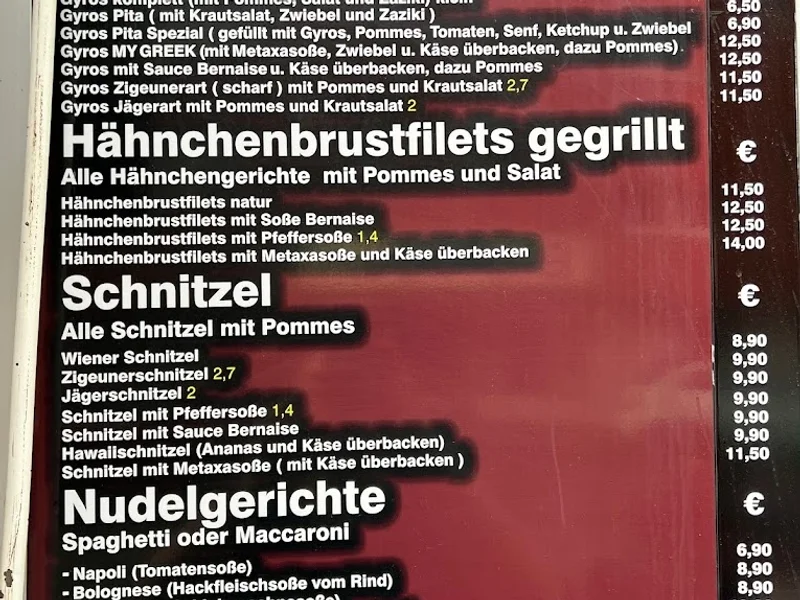 Gyros komplett (mit Pommes, Salat und Zaziki) klein
Gyros Pita ( mit Krautsalat, Zwiebel und Zaziki ) 6,50
Gyros Pita Spezial ( gefüllt mit Gyros, Pommes, Tomaten, Senf, Ketchup u. Zwiebel 6,90
Gyros MY GREEK (mit Metaxasoße, Zwiebel u. Käse überbacken, dazu Pommes) . 12,50
Gyros mit Sauce Bernaise u. Käse überbacken, dazu Pommes 12,50
Gyros Zigeunerart ( scharf ) mit Pommes und Krautsalat 2,7 11,50
Gyros Jägerart mit Pommes und Krautsalat 2 11,50
Hähnchenbrustfilets gegrillt €
Alle Hähnchengerichte mit Pommes und Salat
Hähnchenbrustfilets natur 11,50
Hähnchenbrustfilets mit Soße Bernaise 12,50
Hähnchenbrustfilets mit Pfeffersoße 1,4 12,50
Hähnchenbrustfilets mit Metaxasoße und Käse überbacken 14,00
Schnitzel €
Alle Schnitzel mit Pommes
Wiener Schnitzel 8,90
Zigeunerschnitzel 2,7 9,90
Jägerschnitzel 2 9,90
Schnitzel mit Pfeffersoße 1,4 9,90
Schnitzel mit Sauce Bernaise 9,90
Hawaiischnitzel (Ananas und Käse überbacken) 9,90
Schnitzel mit Metaxasoße ( mit Käse überbacken ) 11,50
Nudelgerichte €
Spaghetti oder Maccaroni
- Napoli (Tomatensoße) 6,90
- Bolognese (Hackfleischsoße vom Rind) 8,90
8,90